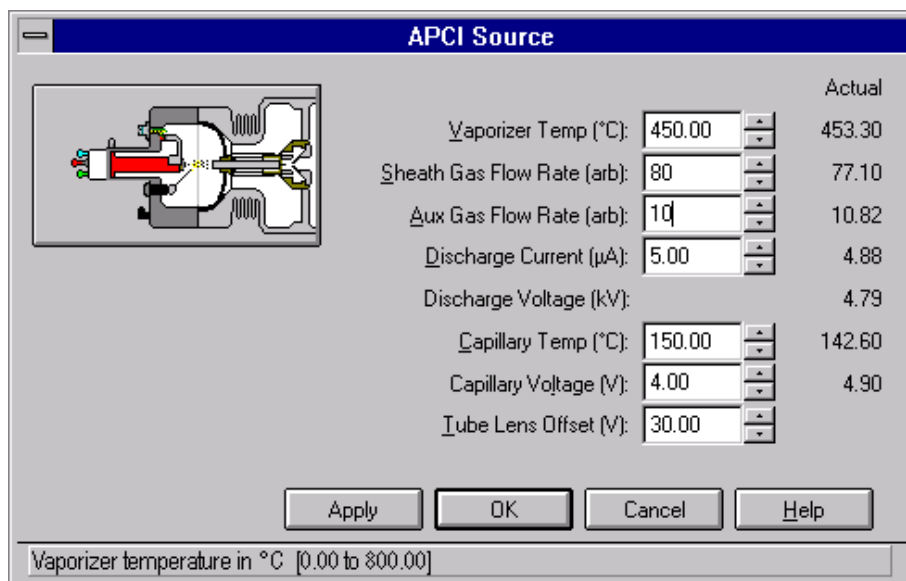 APCI Source
Actual
Vaporizer Temp (°C): 450.00 453.30
Sheath Gas Flow Rate (arb): 80 77.10
Aux Gas Flow Rate (arb): 10 10.82
Discharge Current (µA): 5.00 4.88
Discharge Voltage (kV): 4.79
Capillary Temp (°C): 150.00 142.60
Capillary Voltage (V): 4.00 4.90
Tube Lens Offset (V): 30.00
Apply OK Cancel Help
Vaporizer temperature in °C [0.00 to 800.00]